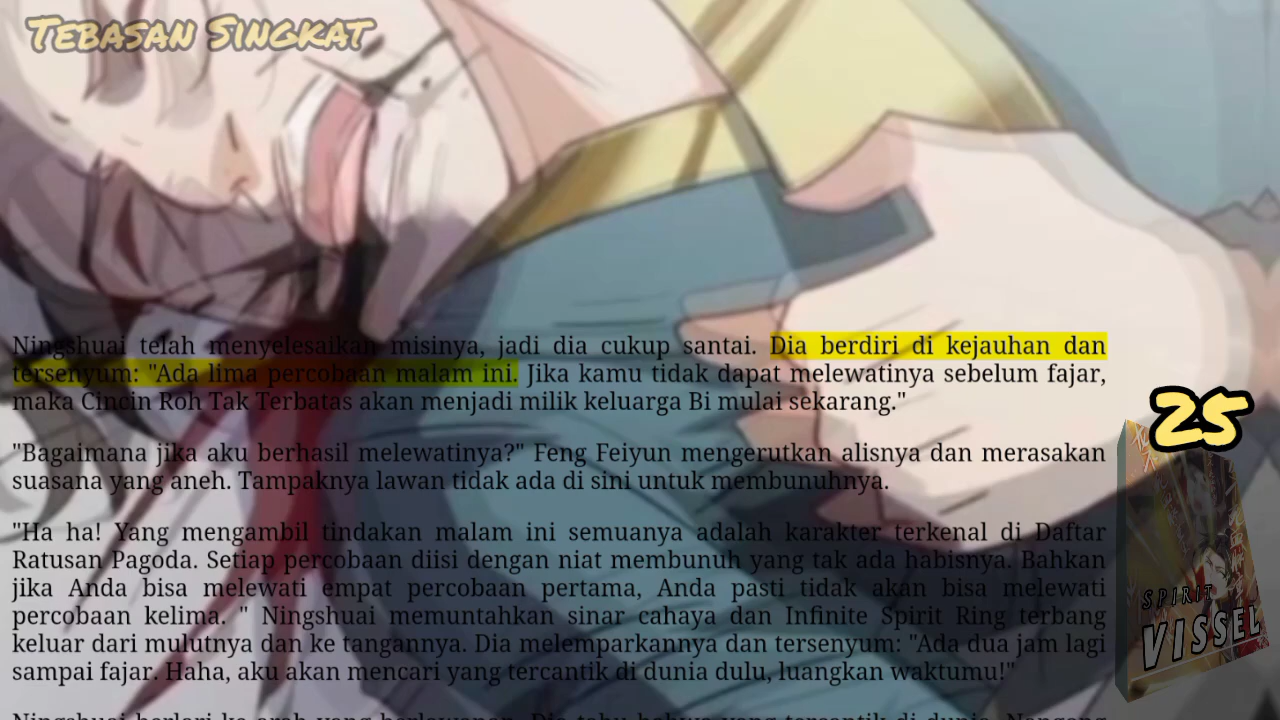 TEBASAN SINGKAT
Ningshuai telah menyelesaikan misinya, jadi dia cukup santai. Dia berdiri di kejauhan dan
tersenyum: "Ada lima percobaan malam ini. Jika kamu tidak dapat melewatinya sebelum fajar,
maka Cincin Roh Tak Terbatas akan menjadi milik keluarga Bi mulai sekarang."
"Bagaimana jika aku berhasil melewatinya?" Feng Feiyun mengerutkan alisnya dan merasakan
suasana yang aneh. Tampaknya lawan tidak ada di sini untuk membunuhnya.
"Ha ha! Yang mengambil tindakan malam ini semuanya adalah karakter terkenal di Daftar
Ratusan Pagoda. Setiap percobaan diisi dengan niat membunuh yang tak ada habisnya. Bahkan
jika Anda bisa melewati empat percobaan pertama, Anda pasti tidak akan bisa melewati
percobaan kelima. " Ningshuai memuntahkan sinar cahaya dan Infinite Spirit Ring terbang
keluar dari mulutnya dan ke tangannya. Dia melemparkannya dan tersenyum: "Ada dua jam lagi
sampai fajar. Haha, aku akan mencari yang tercantik di dunia dulu, luangkan waktumu!"
25
SPIRIT
VISSEL